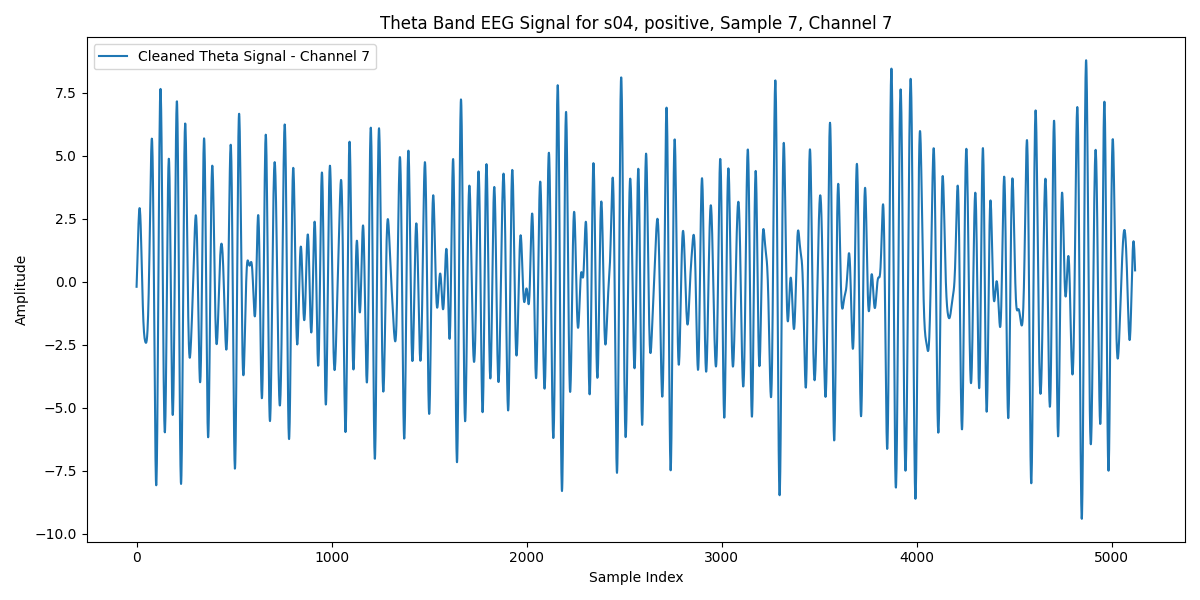 Theta Band EEG Signal for s04, positive, Sample 7, Channel 7
Cleaned Theta Signal - Channel 7
7.5
5.0
2.5
0.0
−2.5
−5.0
−7.5
−10.0
Amplitude
0 1000 2000 3000 4000 5000
Sample Index